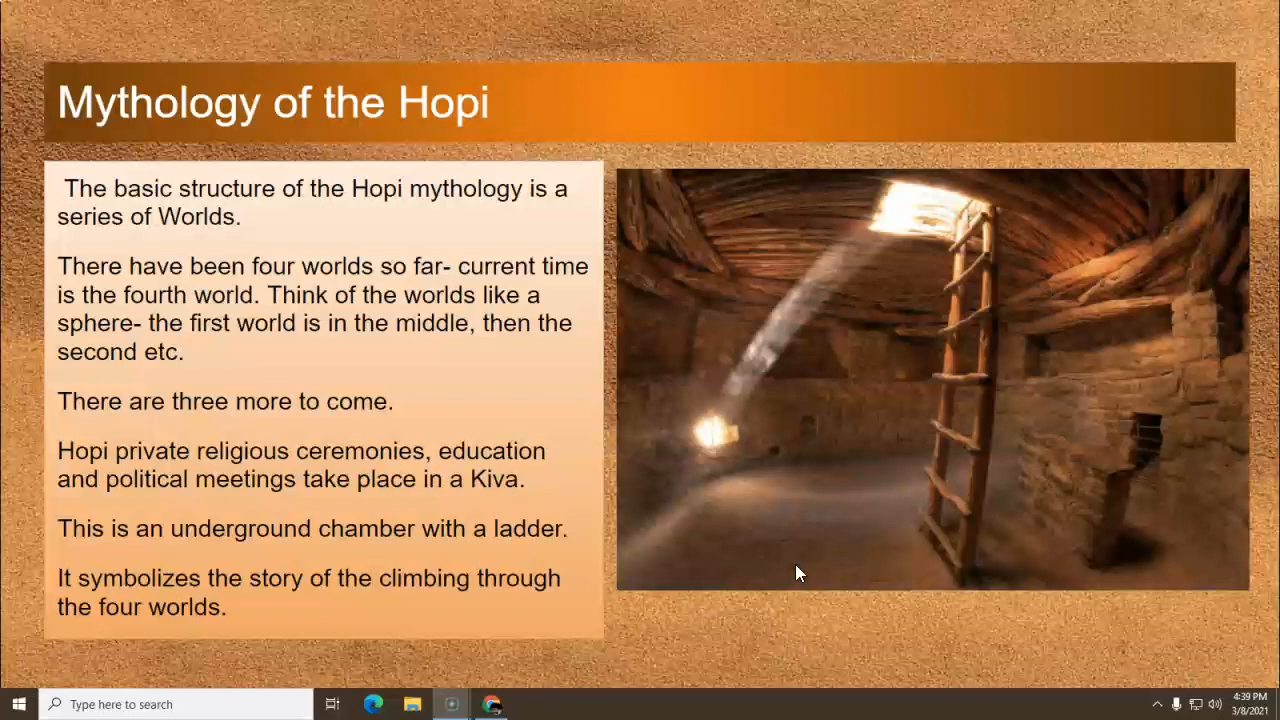 Mythology of the Hopi
The basic structure of the Hopi mythology is a
series of Worlds.
There have been four worlds so far- current time
is the fourth world. Think of the worlds like a
sphere- the first world is in the middle, then the
second etc.
There are three more to come.
Hopi private religious ceremonies, education
and political meetings take place in a Kiva.
This is an underground chamber with a ladder.
It symbolizes the story of the climbing through
the four worlds.
Type here to search
4:39 PM
3/8/2021